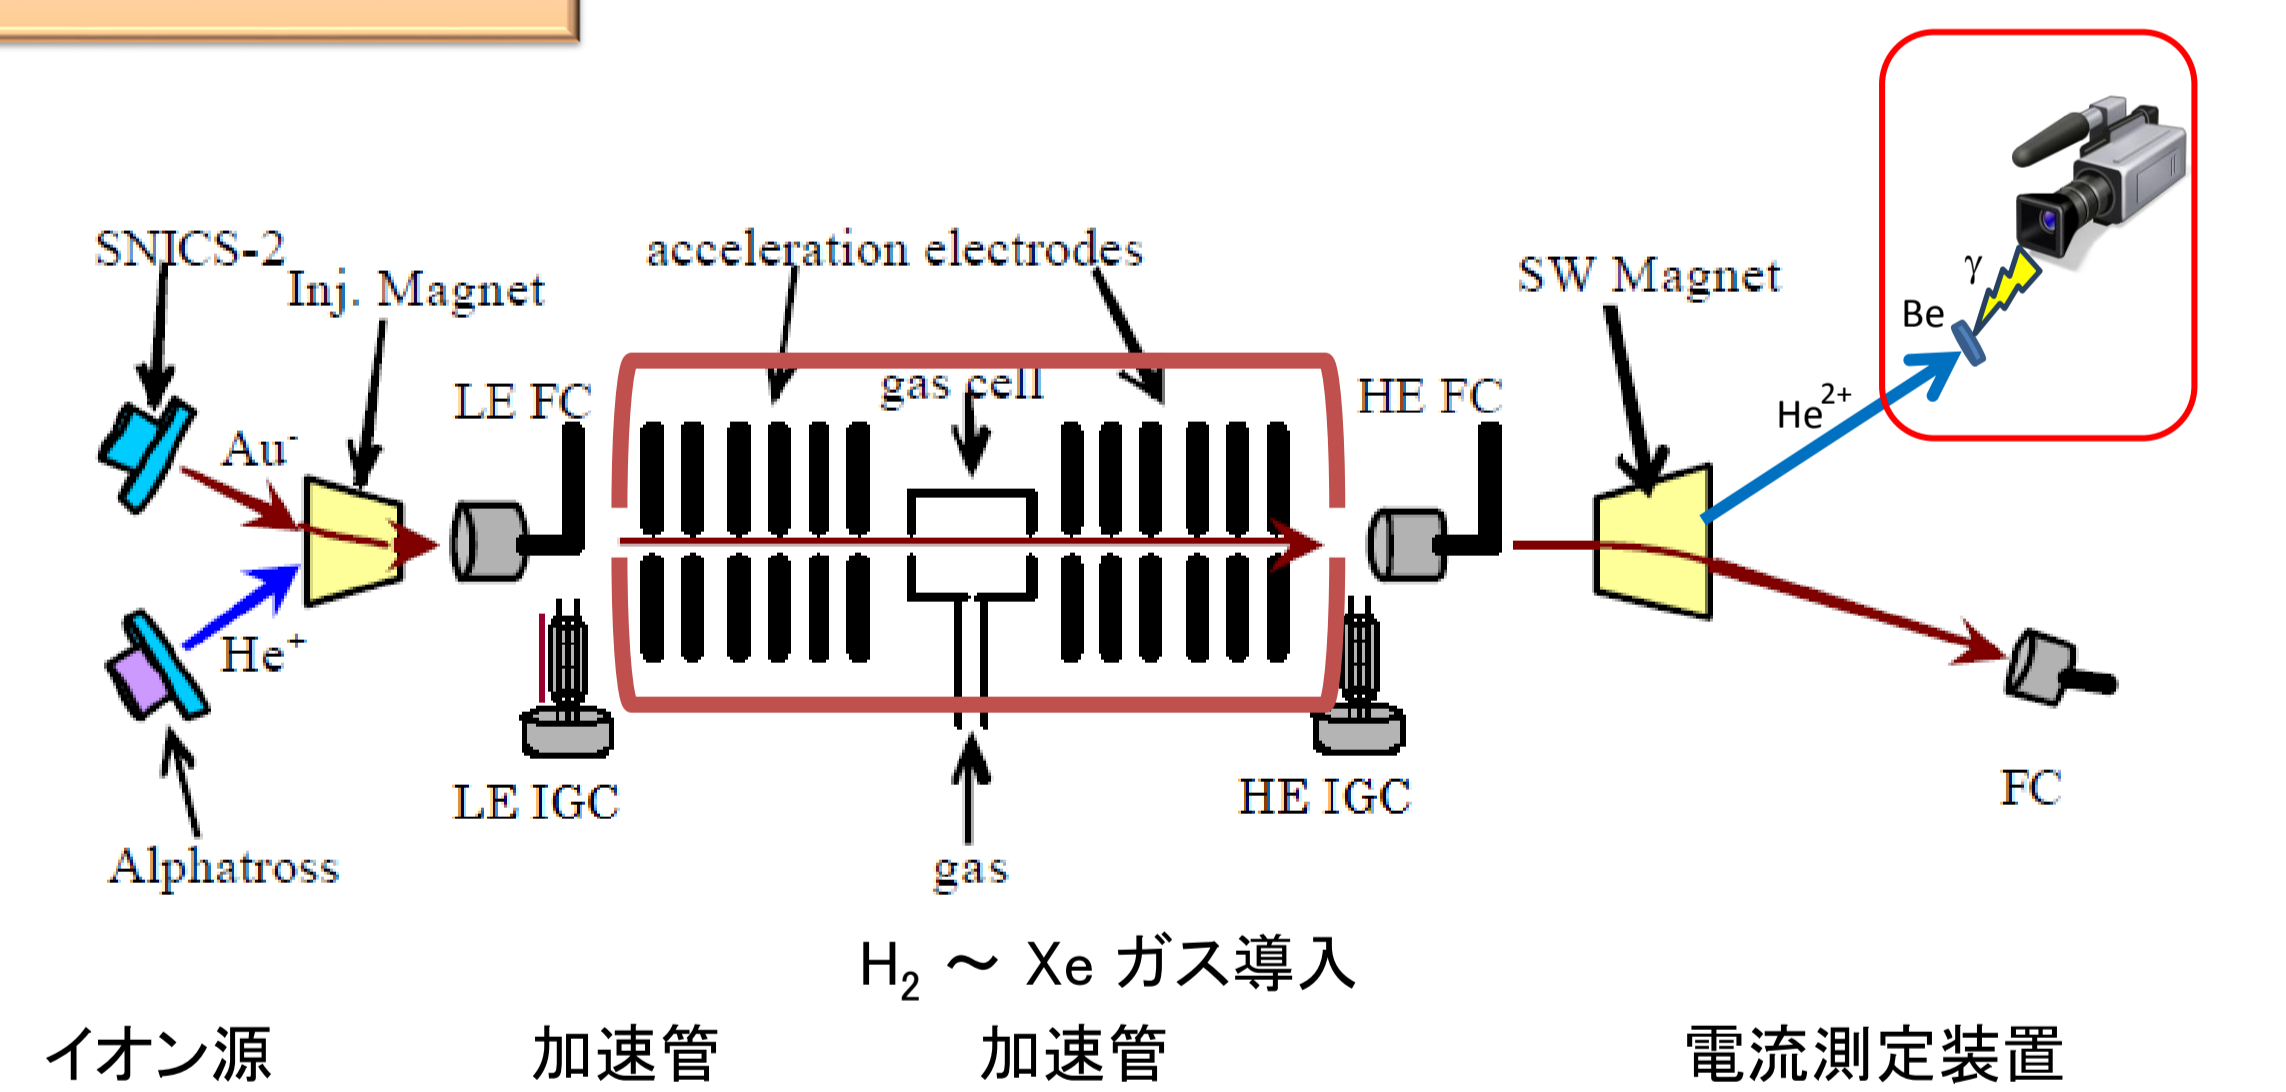 SNICS-2
Inj. Magnet
acceleration electrodes
SW Magnet
γ
Be
LE FC
gas cell
HE FC
He2+
Au-
He+
LE IGC
HE IGC
FC
Alphatross
gas
H2 ～ Xe ガス導入
イオン源 加速管 加速管 電流測定装置